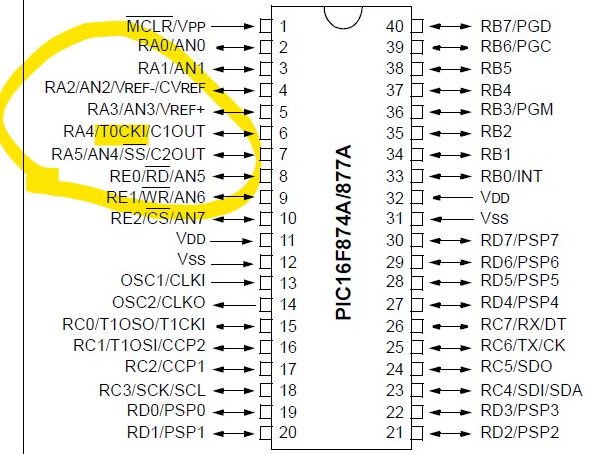 MCLR/VPP 1 40 RB7/PGD
RA0/AN0 2 39 RB6/PGC
RA1/AN1 3 38 RB5
RA2/AN2/VREF-/CVREF 4 37 RB4
RA3/AN3/VREF+ 5 36 RB3/PGM
RA4/T0CKI/C1OUT 6 35 RB2
RA5/AN4/SS/C2OUT 7 34 RB1
RE0/RD/AN5 8 33 RB0/INT
RE1/WR/AN6 9 32 VDD
RE2/CS/AN7 10 31 VSS
VDD 11 30 RD7/PSP7
VSS 12 29 RD6/PSP6
OSC1/CLKI 13 28 RD5/PSP5
OSC2/CLKO 14 27 RD4/PSP4
RC0/T1OSO/T1CKI 15 26 RC7/RX/DT
RC1/T1OSI/CCP2 16 25 RC6/TX/CK
RC2/CCP1 17 24 RC5/SDO
RC3/SCK/SCL 18 23 RC4/SDI/SDA
RD0/PSP0 19 22 RD3/PSP3
RD1/PSP1 20 21 RD2/PSP2
PIC16F874A/877A